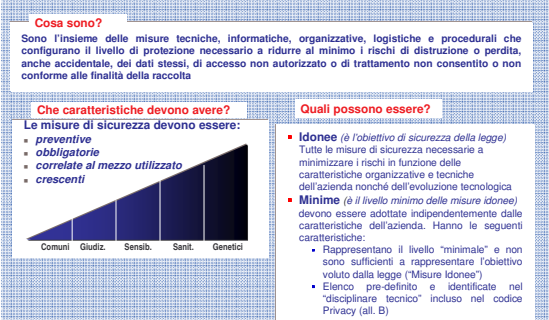 Cosa sono?
Sono l'insieme delle misure tecniche, informatiche, organizzative, logistiche e procedurali che
configurano il livello di protezione necessario a ridurre al minimo i rischi di distruzione o perdita,
anche accidentale, dei dati stessi, di accesso non autorizzato o di trattamento non consentito o non
conforme alle finalità della raccolta
Che caratteristiche devono avere?
Le misure di sicurezza devono essere:
preventive
obbligatorie
correlate al mezzo utilizzato
crescenti
Comuni Giudiz. Sensib. Sanit. Genetici
Quali possono essere?
Idonee (è l'obiettivo di sicurezza della legge)
Tutte le misure di sicurezza necessarie a
minimizzare i rischi in funzione delle
caratteristiche organizzative e tecniche
dell'azienda nonché dell'evoluzione tecnologica
Minime (è il livello minimo delle misure idonee)
devono essere adottate indipendentemente dalle
caratteristiche dell'azienda. Hanno le seguenti
caratteristiche:
Rappresentano il livello "minimale" e non
sono sufficienti a rappresentare l'obiettivo
voluto dalla legge ("Misure Idonee")
Elenco pre-definito e identificate nel
"disciplinare tecnico" incluso nel codice
Privacy (all. B)